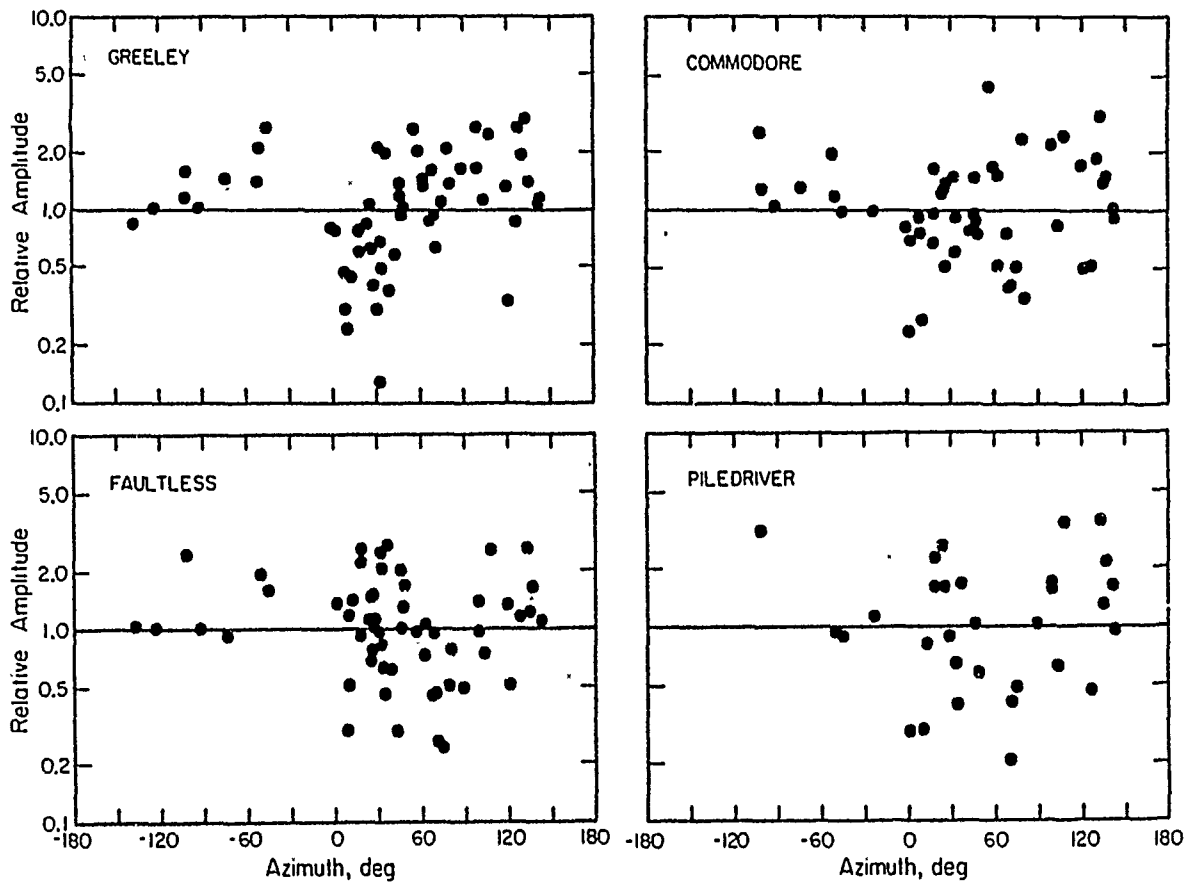 GREELEY
COMMODORE
10.0
5.0
2.0
1.0
0.5
0.2
0.1
Relative Amplitude
FAULTLESS
PILEDRIVER
10.0
5.0
2.0
1.0
0.5
0.2
0.1
Relative Amplitude
-180 -120 -60 0 60 120 180
-180 -120 -60 0 60 120 180
Azimuth, deg
Azimuth, deg